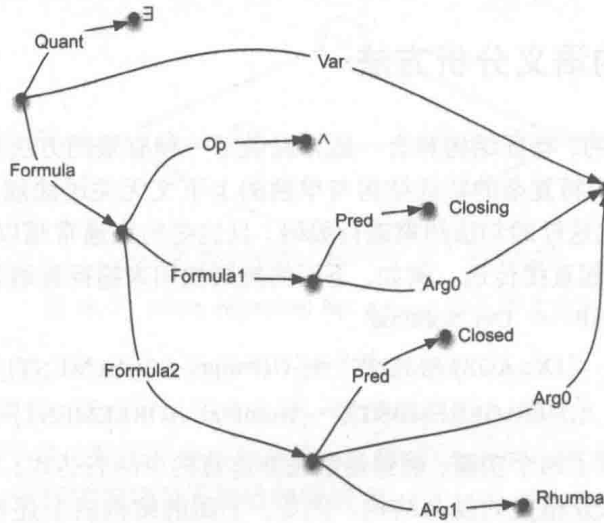 ∃
Quant
Var
Op
^
Formula
Pred
Closing
Formula1
Arg0
Closed
Formula2
Pred
Arg0
Rhumba
Arg1